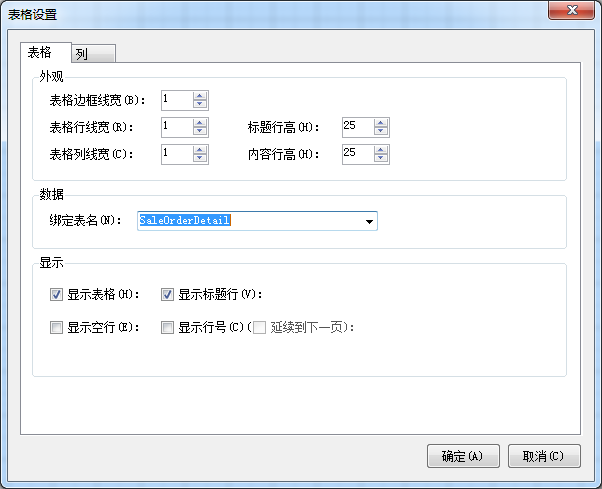 表格设置
表格 列
外观
表格边框线宽(B): 1
表格行线宽(R): 1 标题行高(H): 25
表格列线宽(C): 1 内容行高(H): 25
数据
绑定表名(N): SaleOrderDetail
显示
显示表格(H): 显示标题行(V):
显示空行(E): 显示行号(C)( 延续到下一页):
确定(A) 取消(C)